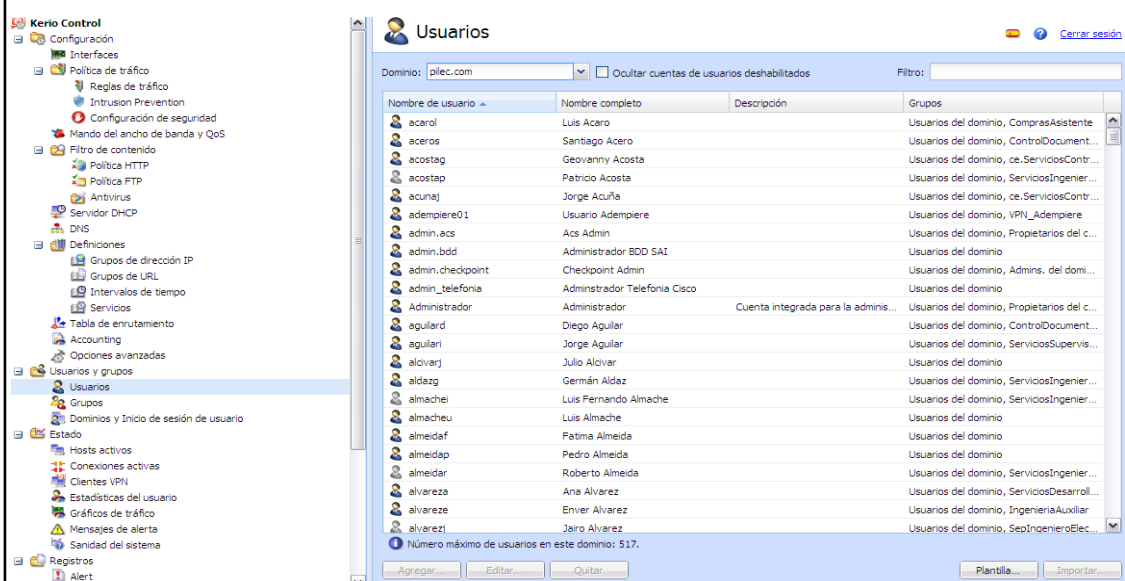 Kerio Control
Configuración
Interfaces
Política de tráfico
Reglas de tráfico
Intrusion Prevention
Configuración de seguridad
Mando del ancho de banda y QoS
Filtro de contenido
Política HTTP
Política FTP
Antivirus
Servidor DHCP
DNS
Definiciones
Grupos de dirección IP
Grupos de URL
Intervalos de tiempo
Servicios
Tabla de enrutamiento
Accounting
Opciones avanzadas
Usuarios y grupos
Usuarios
Grupos
Dominios y Inicio de sesión de usuario
Estado
Hosts activos
Conexiones activas
Clientes VPN
Estadísticas del usuario
Gráficos de tráfico
Mensajes de alerta
Sanidad del sistema
Registros
Alert
Usuarios
Cerrar sesión
Dominio: pilec.com Ocultar cuentas de usuarios deshabilitados Filtro:
Nombre de usuario Nombre completo Descripción Grupos
acarol Luis Acaro Usuarios del dominio, ComprasAsistente
aceros Santiago Acero Usuarios del dominio, ControlDocument...
acostag Geovanny Acosta Usuarios del dominio, ce.ServiciosContr...
acostap Patricio Acosta Usuarios del dominio, ServiciosIngenier...
acunaj Jorge Acuña Usuarios del dominio, ce.ServiciosContr...
adempiere01 Usuario Adempiere Usuarios del dominio, VPN_Adempiere
admin.acs Acs Admin Usuarios del dominio, Propietarios del c...
admin.bdd Administrador BDD SAI Usuarios del dominio
admin.checkpoint Checkpoint Admin Usuarios del dominio, Admins. del domi...
admin_telefonia Adminstrador Telefonia Cisco Usuarios del dominio
Administrador Administrador Cuenta integrada para la adminis... Usuarios del dominio, Propietarios del c...
aguilard Diego Aguilar Usuarios del dominio, ControlDocument...
aguilari Jorge Aguilar Usuarios del dominio, ServiciosSupervis...
alcivarj Julio Alcivar Usuarios del dominio
aldazg Germán Aldaz Usuarios del dominio, ServiciosIngenier...
almachei Luis Fernando Almache Usuarios del dominio, ServiciosIngenier...
almacheu Luis Almache Usuarios del dominio
almeidaf Fatima Almeida Usuarios del dominio
almeidap Pedro Almeida Usuarios del dominio
almeidar Roberto Almeida Usuarios del dominio, ServiciosIngenier...
alvareza Ana Alvarez Usuarios del dominio, ServiciosDesarroll...
alvareze Enver Alvarez Usuarios del dominio, IngenieriaAuxiliar
alvarezj Jairo Alvarez Usuarios del dominio, SepIngenieroElec...
Número máximo de usuarios en este dominio: 517.
Agregar... Editar... Quitar Plantilla... Importar...